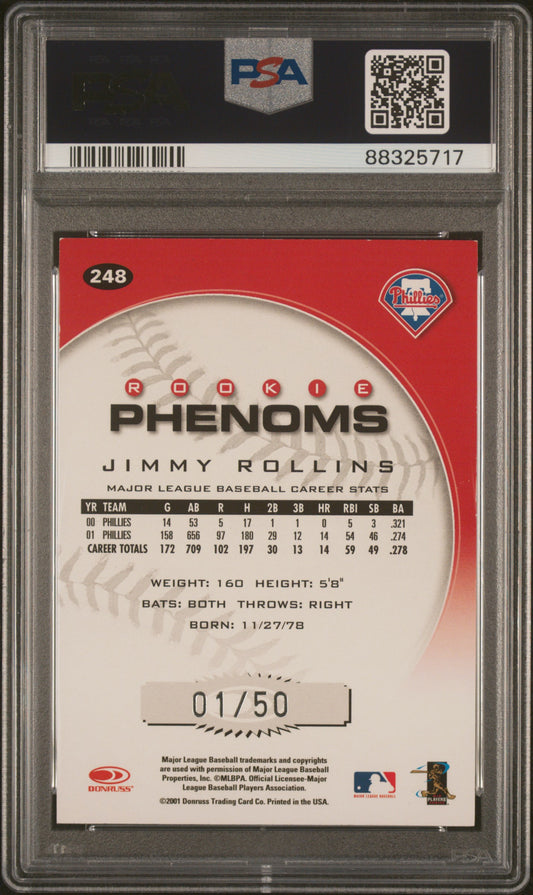 PSA
88325717
248
Phillies
ROOKIE
PHENOMS
JIMMY ROLLINS
MAJOR LEAGUE BASEBALL CAREER STATS
YR TEAM G AB R H 2B 3B HR RBI SB BA
00 PHILLIES 14 53 5 17 1 1 0 5 3 .321
01 PHILLIES 158 656 97 180 29 12 14 54 46 .274
CAREER TOTALS 172 709 102 197 30 13 14 59 49 .278
WEIGHT: 160 HEIGHT: 5'8"
BATS: BOTH THROWS: RIGHT
BORN: 11/27/78
01/50
Major League Baseball trademarks and copyrights
are used with permission of Major League Baseball
Properties, Inc. ©MLBPA. Official Licensee-Major
League Baseball Players Association.
©2001 Donruss Trading Card Co. Printed in the USA.
DONRUSS
MAJOR LEAGUE BASEBALL
PLAYERS
PSA